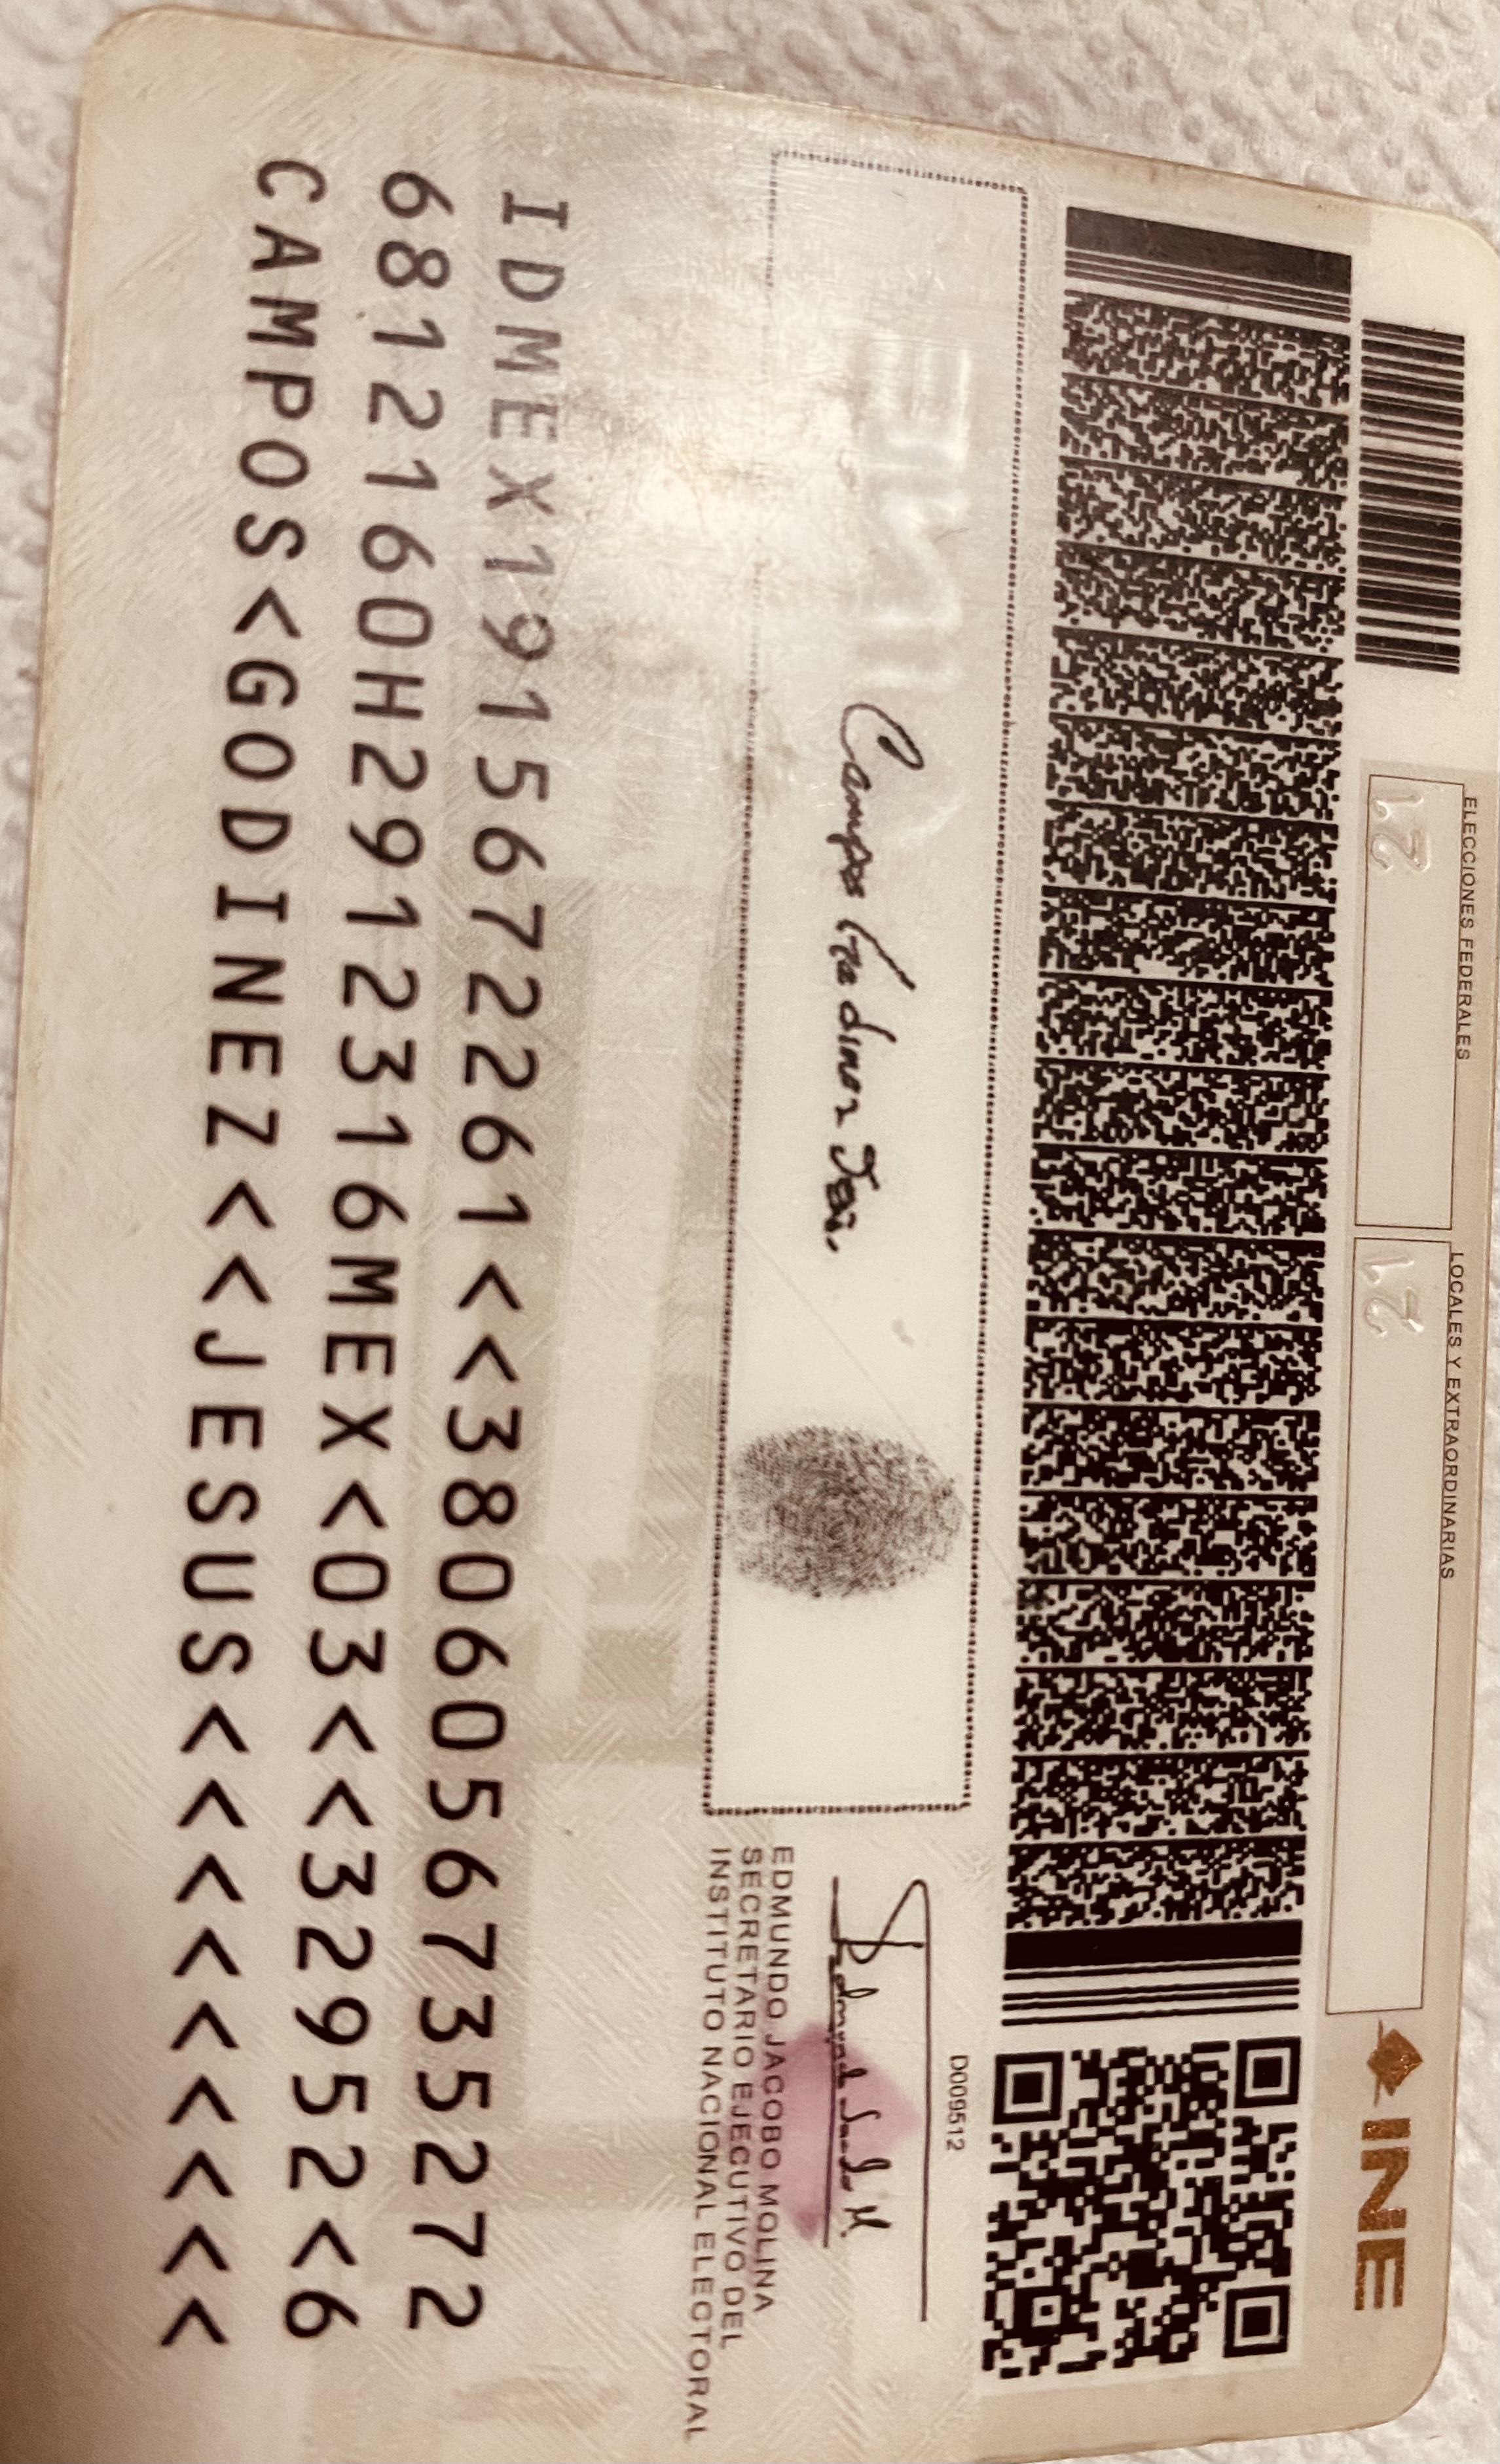 ELECCIONES FEDERALES
LOCALES Y EXTRAORDINARIAS
INE
21
21
D009512
Campos
EDMUNDO JACOBO MOLINA
SECRETARIO EJECUTIVO DEL
INSTITUTO NACIONAL ELECTORAL
IDMEX1915672261<<3806056735272
6812160H2912316MEX<03<<32952<6
CAMPOS<GODINEZ<<JESUS<<<<<<<<<